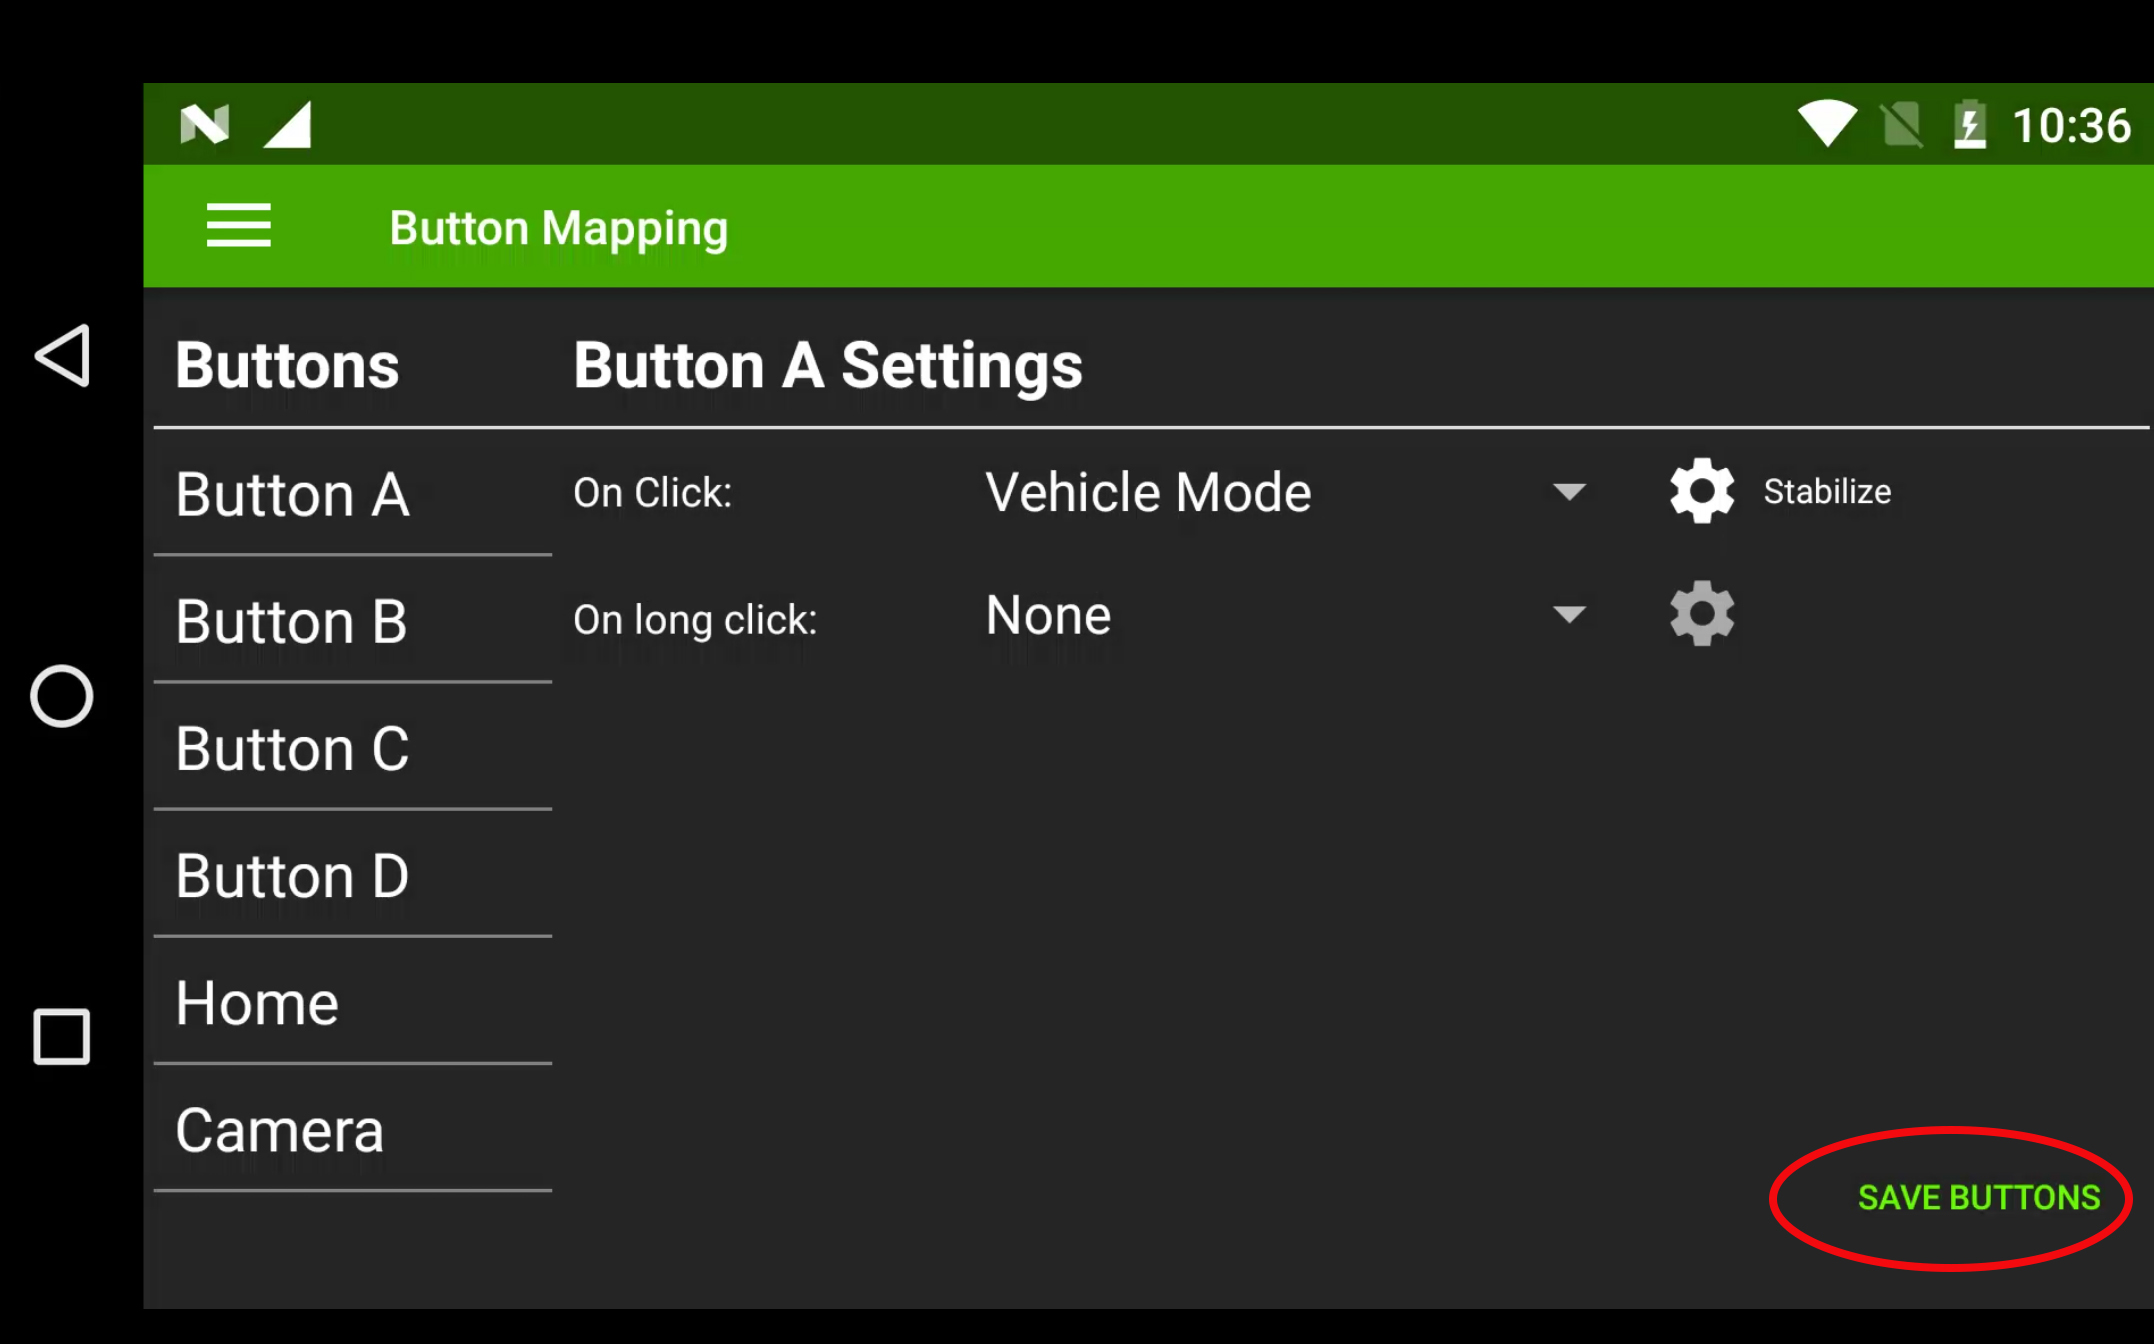 10:36
Button Mapping
Buttons
Button A Settings
Button A
On Click:
Vehicle Mode
Stabilize
Button B
On long click:
None
Button C
Button D
Home
Camera
SAVE BUTTONS